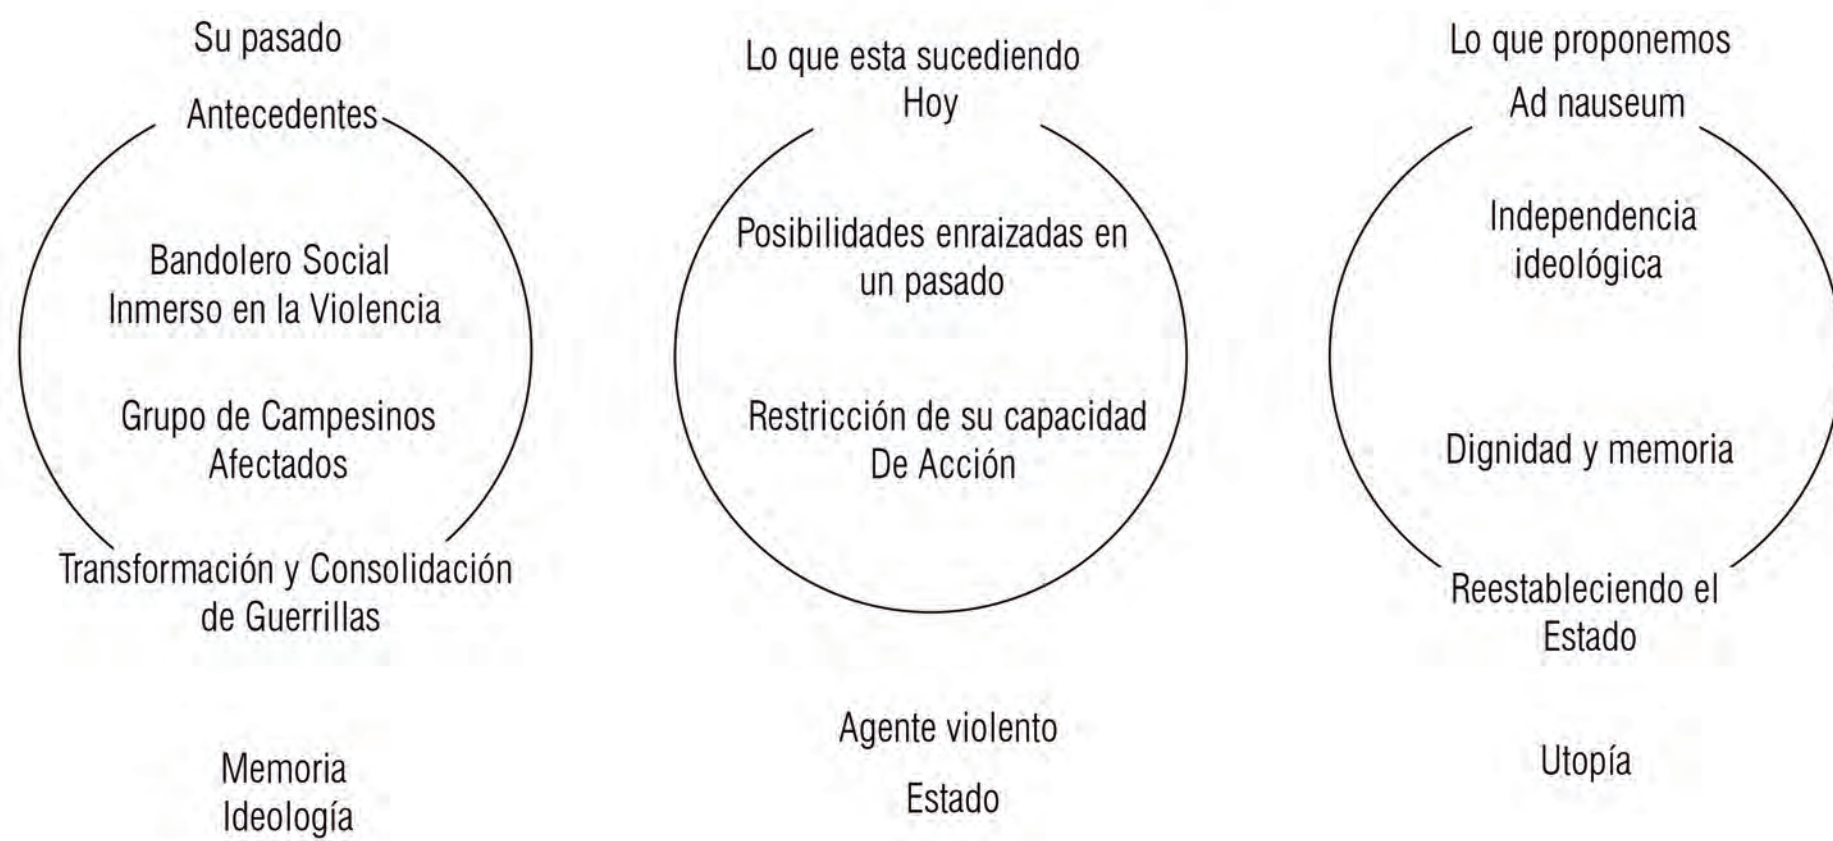 Su pasado
Antecedentes
Bandolero Social
Inmerso en la Violencia
Grupo de Campesinos
Afectados
Transformación y Consolidación
de Guerrillas
Memoria
Ideología
Lo que esta sucediendo
Hoy
Posibilidades enraizadas en
un pasado
Restricción de su capacidad
De Acción
Agente violento
Estado
Lo que proponemos
Ad nauseum
Independencia
ideológica
Dignidad y memoria
Reestableciendo el
Estado
Utopía